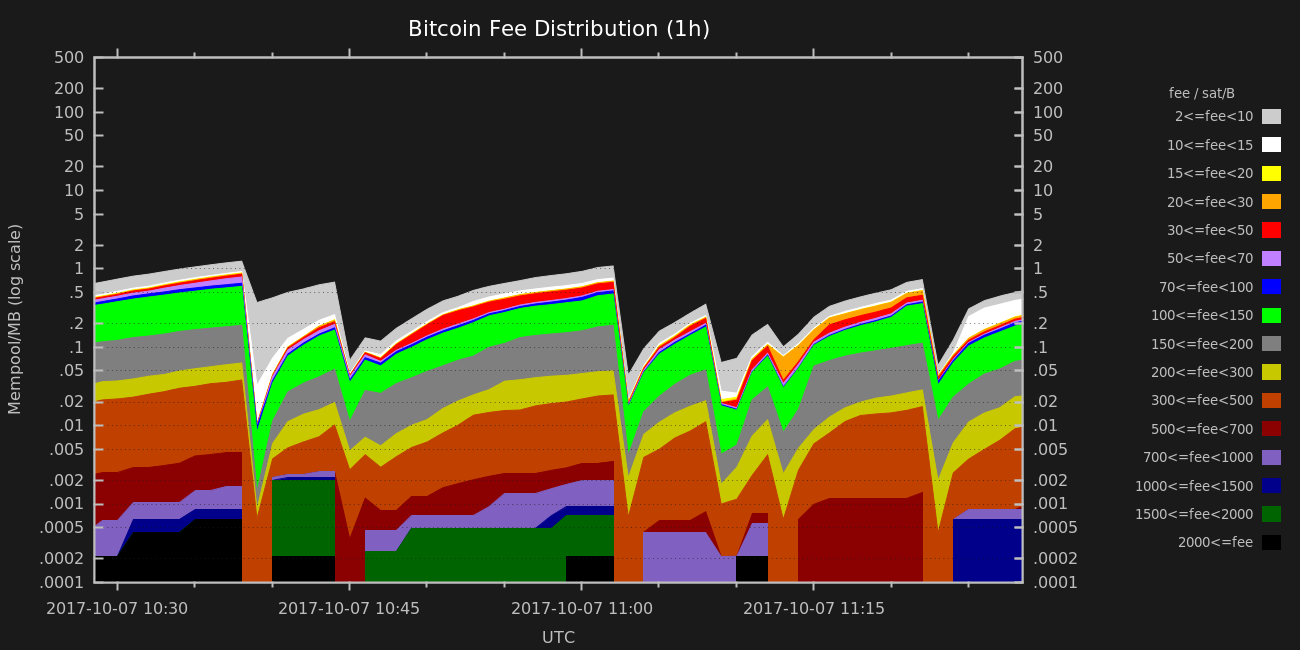 Bitcoin Fee Distribution (1h)
Mempool/MB (log scale)
500
200
100
50
20
10
5
2
1
.5
.2
.1
.05
.02
.01
.005
.002
.001
.0005
.0002
.0001
500
200
100
50
20
10
5
2
1
.5
.2
.1
.05
.02
.01
.005
.002
.001
.0005
.0002
.0001
2017-10-07 10:30 2017-10-07 10:45 2017-10-07 11:00 2017-10-07 11:15
UTC
fee / sat/B
2<=fee<10
10<=fee<15
15<=fee<20
20<=fee<30
30<=fee<50
50<=fee<70
70<=fee<100
100<=fee<150
150<=fee<200
200<=fee<300
300<=fee<500
500<=fee<700
700<=fee<1000
1000<=fee<1500
1500<=fee<2000
2000<=fee